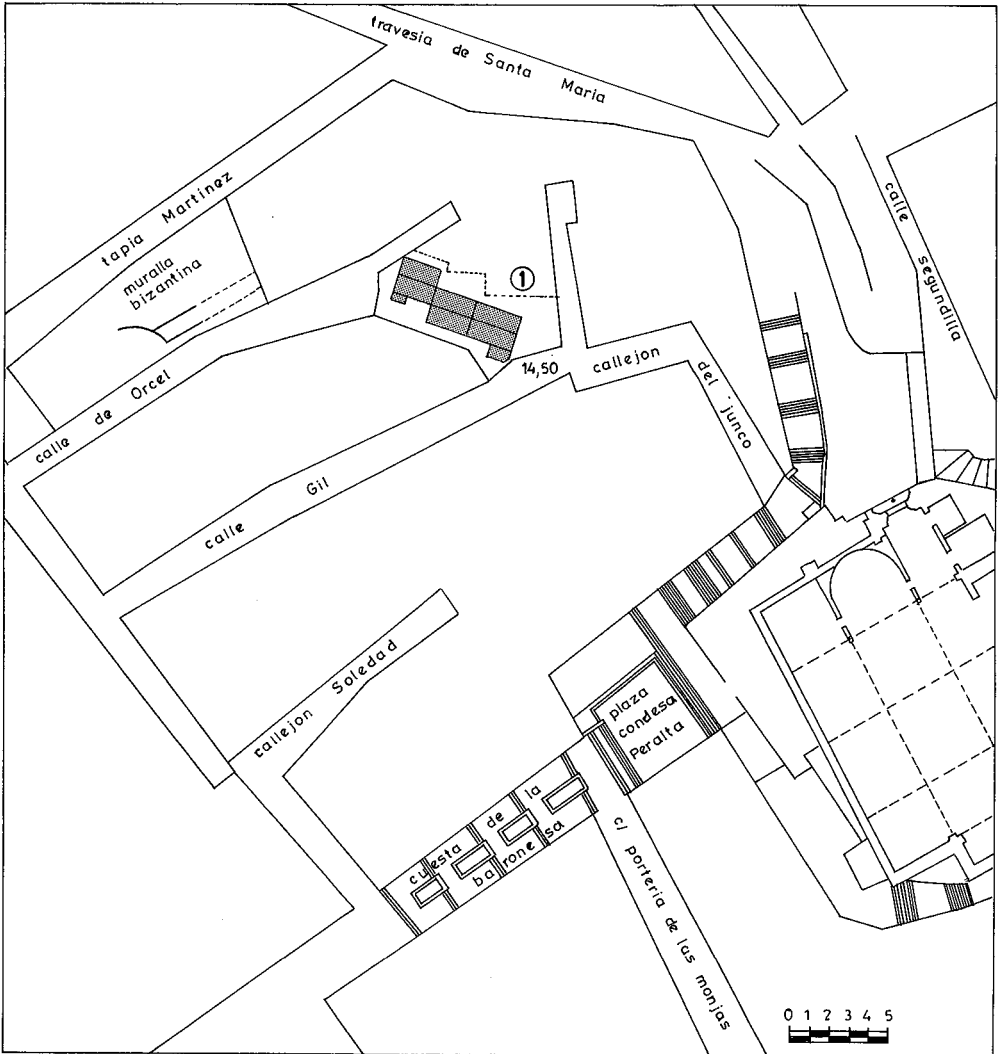 travesia de Santa Maria
tapia Martinez
muralla
bizantina
calle segundilla
1
calle de Orcel
14,50
callejon del junco
calle Gil
callejon Soledad
plaza
condesa
Peralta
cuesta de la
baronesa
c/ porteria de las monjas
0 1 2 3 4 5